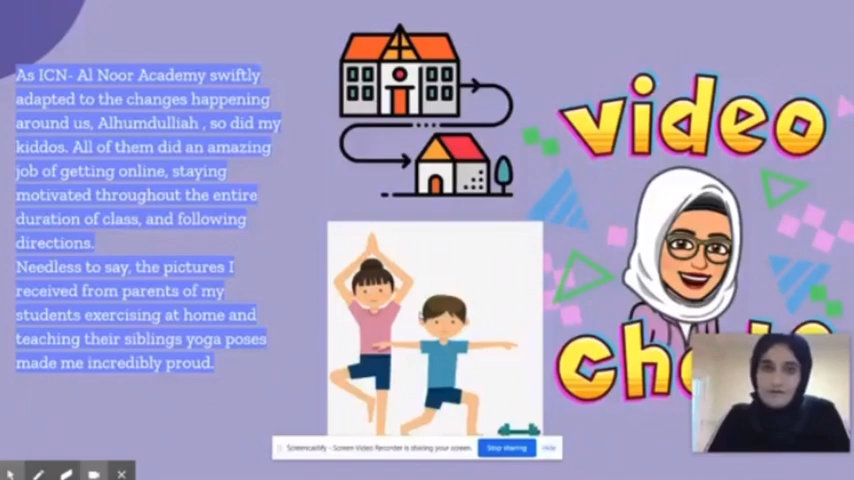 As ICN- Al Noor Academy swiftly
adapted to the changes happening
around us, Alhumdulliah , so did my
kiddos. All of them did an amazing
job of getting online, staying
motivated throughout the entire
duration of class, and following
directions.
Needless to say, the pictures I
received from parents of my
students exercising at home and
teaching their siblings yoga poses
made me incredibly proud.
video
Screencastify - Screen Video Recorder is sharing your screen.
Stop sharing
Hide